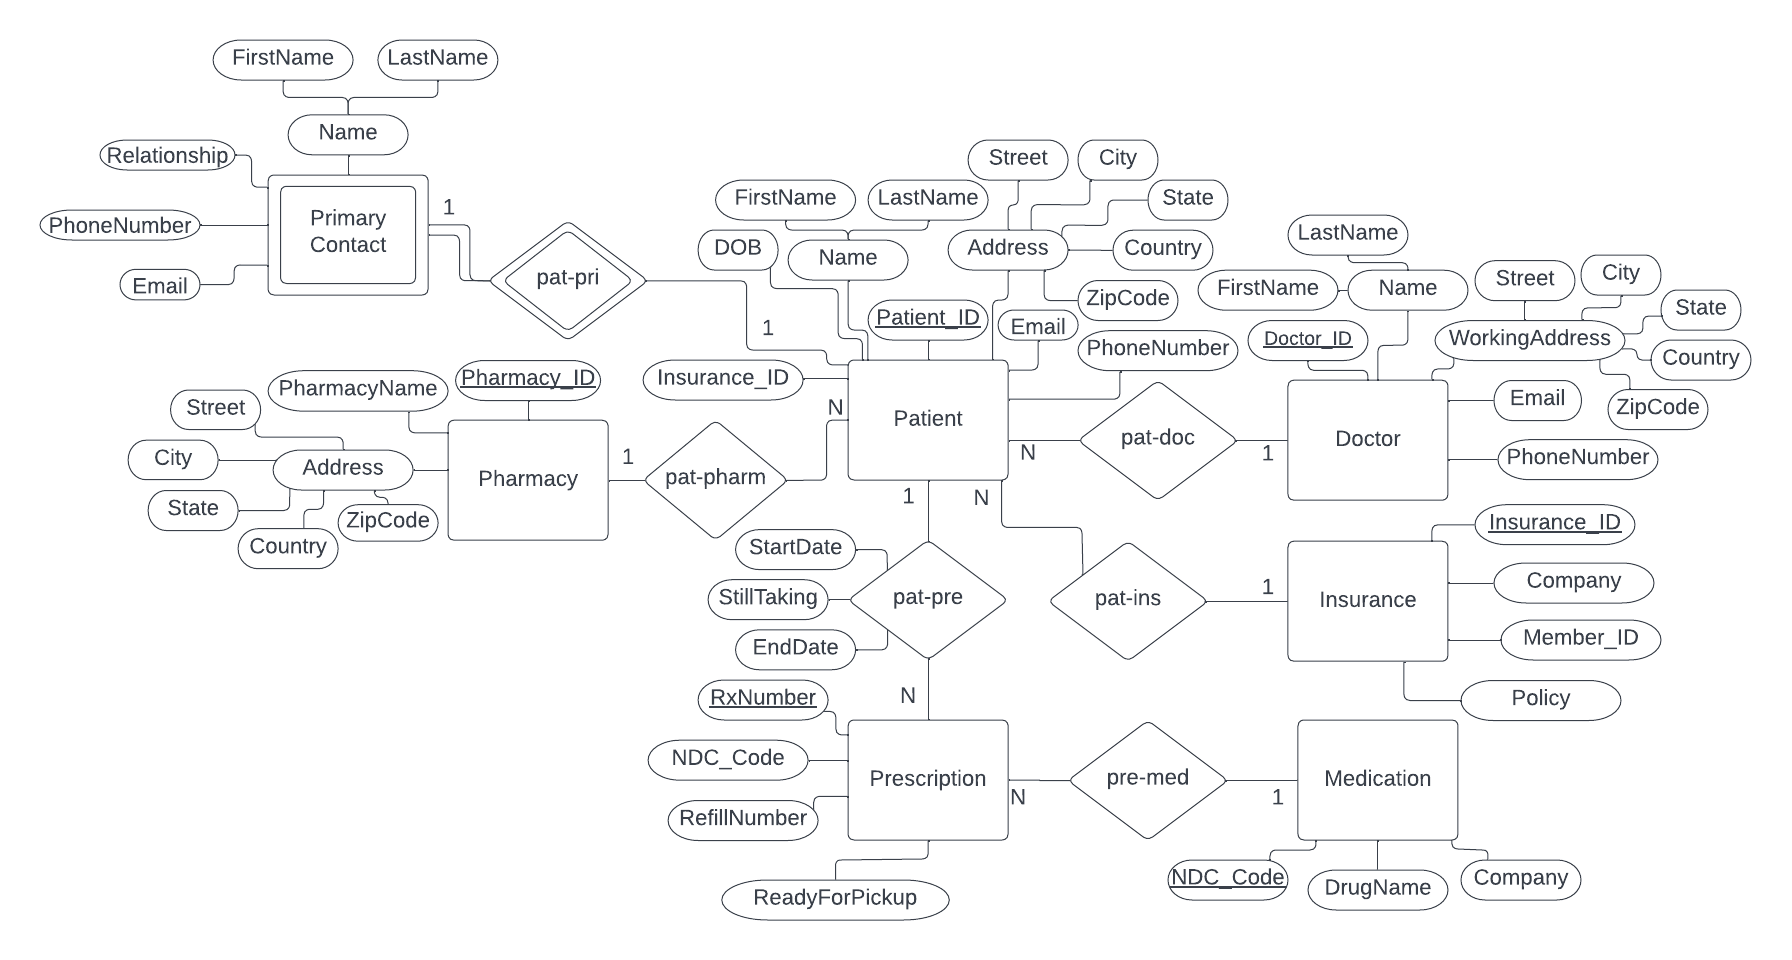 FirstName
LastName
Name
Relationship
PhoneNumber
Email
Primary
Contact
1
pat-pri
1
FirstName
LastName
DOB
Name
Street
City
State
Address
Country
ZipCode
Patient_ID
Email
PhoneNumber
Insurance_ID
N
Patient
LastName
FirstName
Name
Doctor_ID
Street
City
State
WorkingAddress
Country
ZipCode
Email
PhoneNumber
Doctor
N
pat-doc
1
PharmacyName
Pharmacy_ID
Street
City
Address
State
Country
ZipCode
Pharmacy
1
pat-pharm
1
N
StartDate
StillTaking
EndDate
pat-pre
N
pat-ins
1
Insurance
Insurance_ID
Company
Member_ID
Policy
RxNumber
NDC_Code
RefillNumber
ReadyForPickup
Prescription
N
pre-med
1
Medication
NDC_Code
DrugName
Company